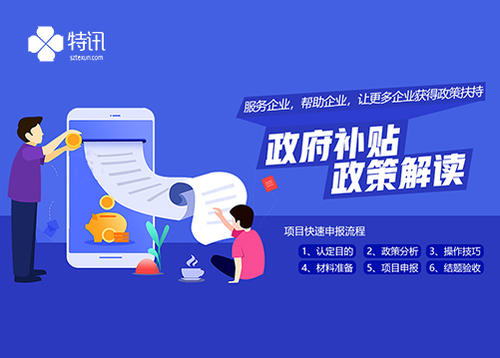 特讯
sztexun.com
服务企业，帮助企业，让更多企业获得政策扶持
政府补贴
政策解读
项目快速申报流程
1、认定目的 2、政策分析 3、操作技巧
4、材料准备 5、项目申报 6、结题验收